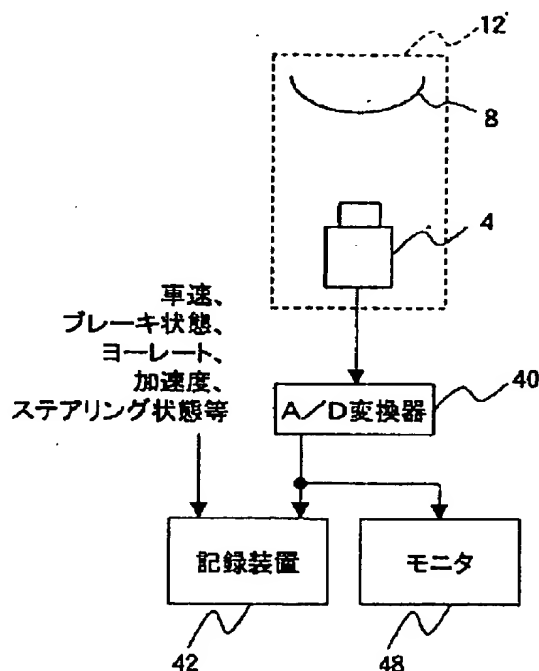 12
8
4
車速、
ブレーキ状態、
ヨーレート、
加速度、
ステアリング状態等
A/D変換器
40
記録装置
モニタ
42
48